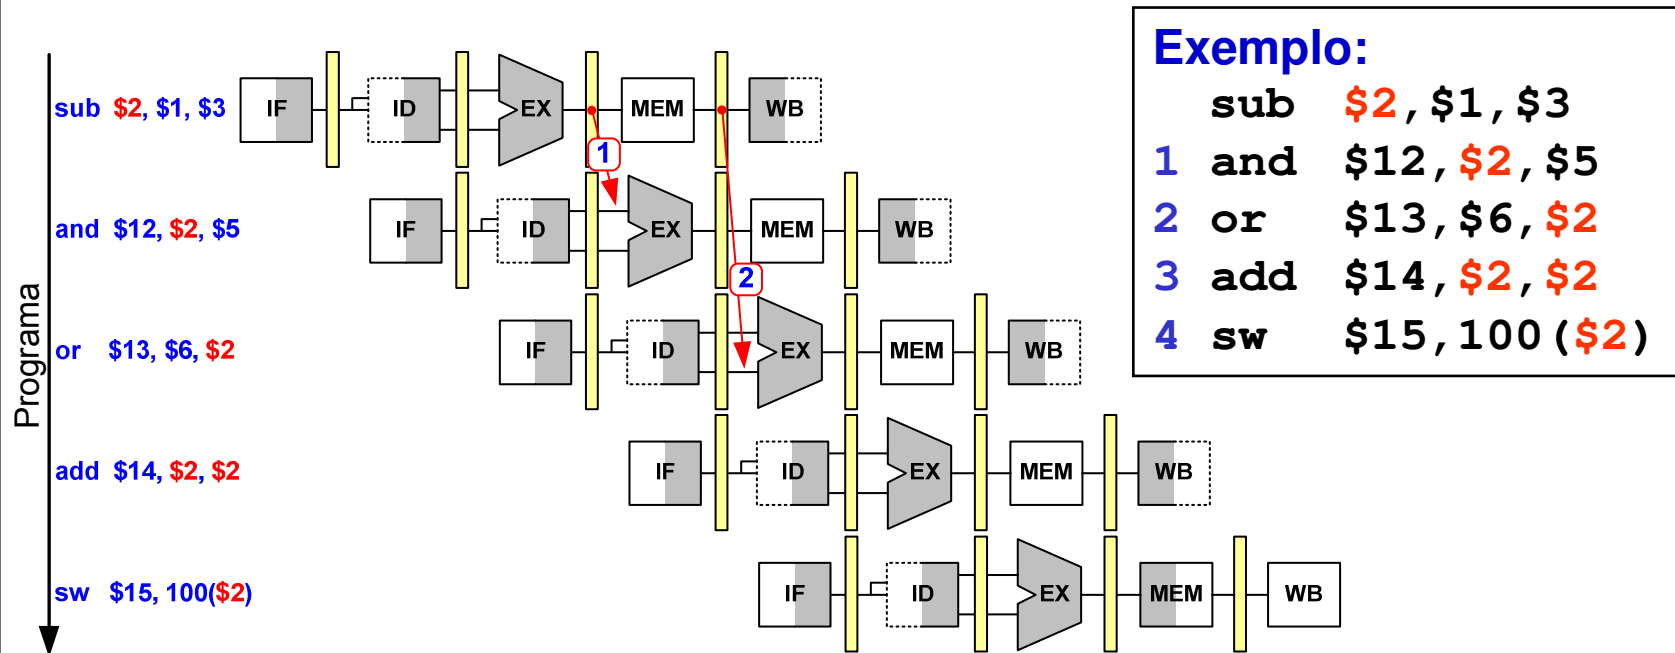 Exemplo:
sub $2,$1,$3
1 and $12,$2,$5
2 or $13,$6,$2
3 add $14,$2,$2
4 sw $15,100($2)
Programa
sub $2, $1, $3 IF ID EX MEM WB
1
and $12, $2, $5 IF ID EX MEM WB
2
or $13, $6, $2 IF ID EX MEM WB
add $14, $2, $2 IF ID EX MEM WB
sw $15, 100($2) IF ID EX MEM WB